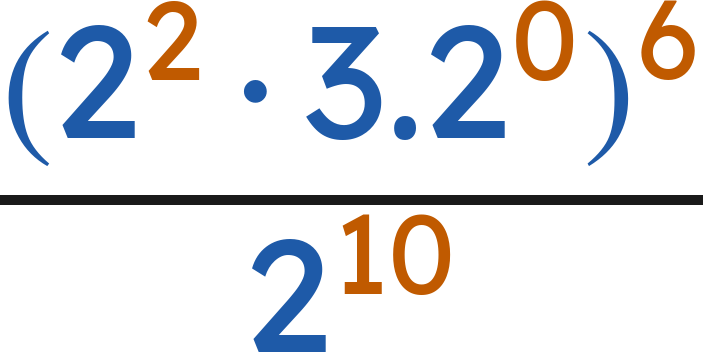 (2² · 3.2⁰)⁶
2¹⁰